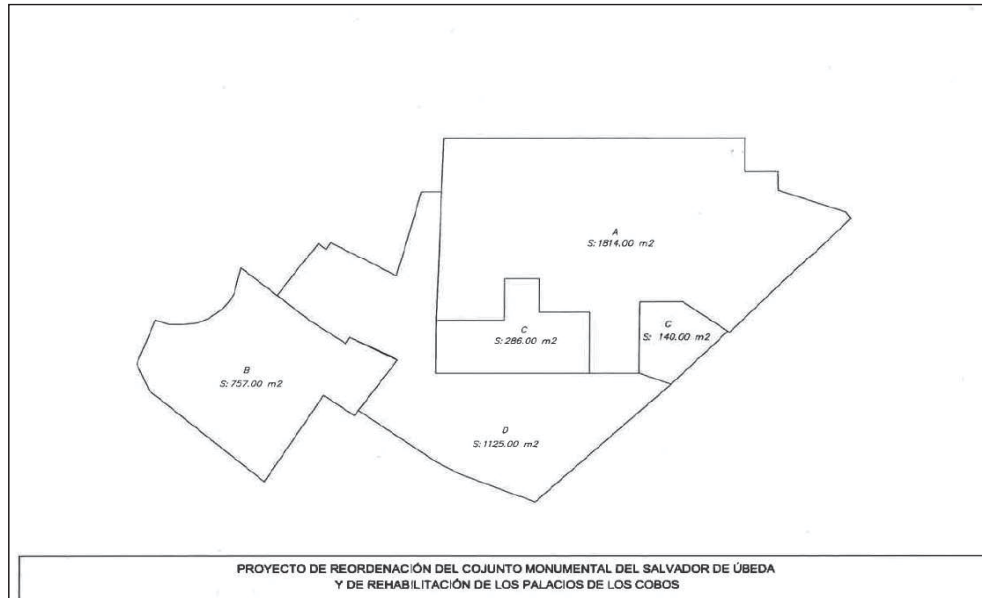 A
S: 1814.00 m2
C
S: 286.00 m2
C
S: 140.00 m2
B
S: 757.00 m2
D
S: 1125.00 m2
PROYECTO DE REORDENACIÓN DEL COJUNTO MONUMENTAL DEL SALVADOR DE ÚBEDA
Y DE REHABILITACIÓN DE LOS PALACIOS DE LOS COBOS